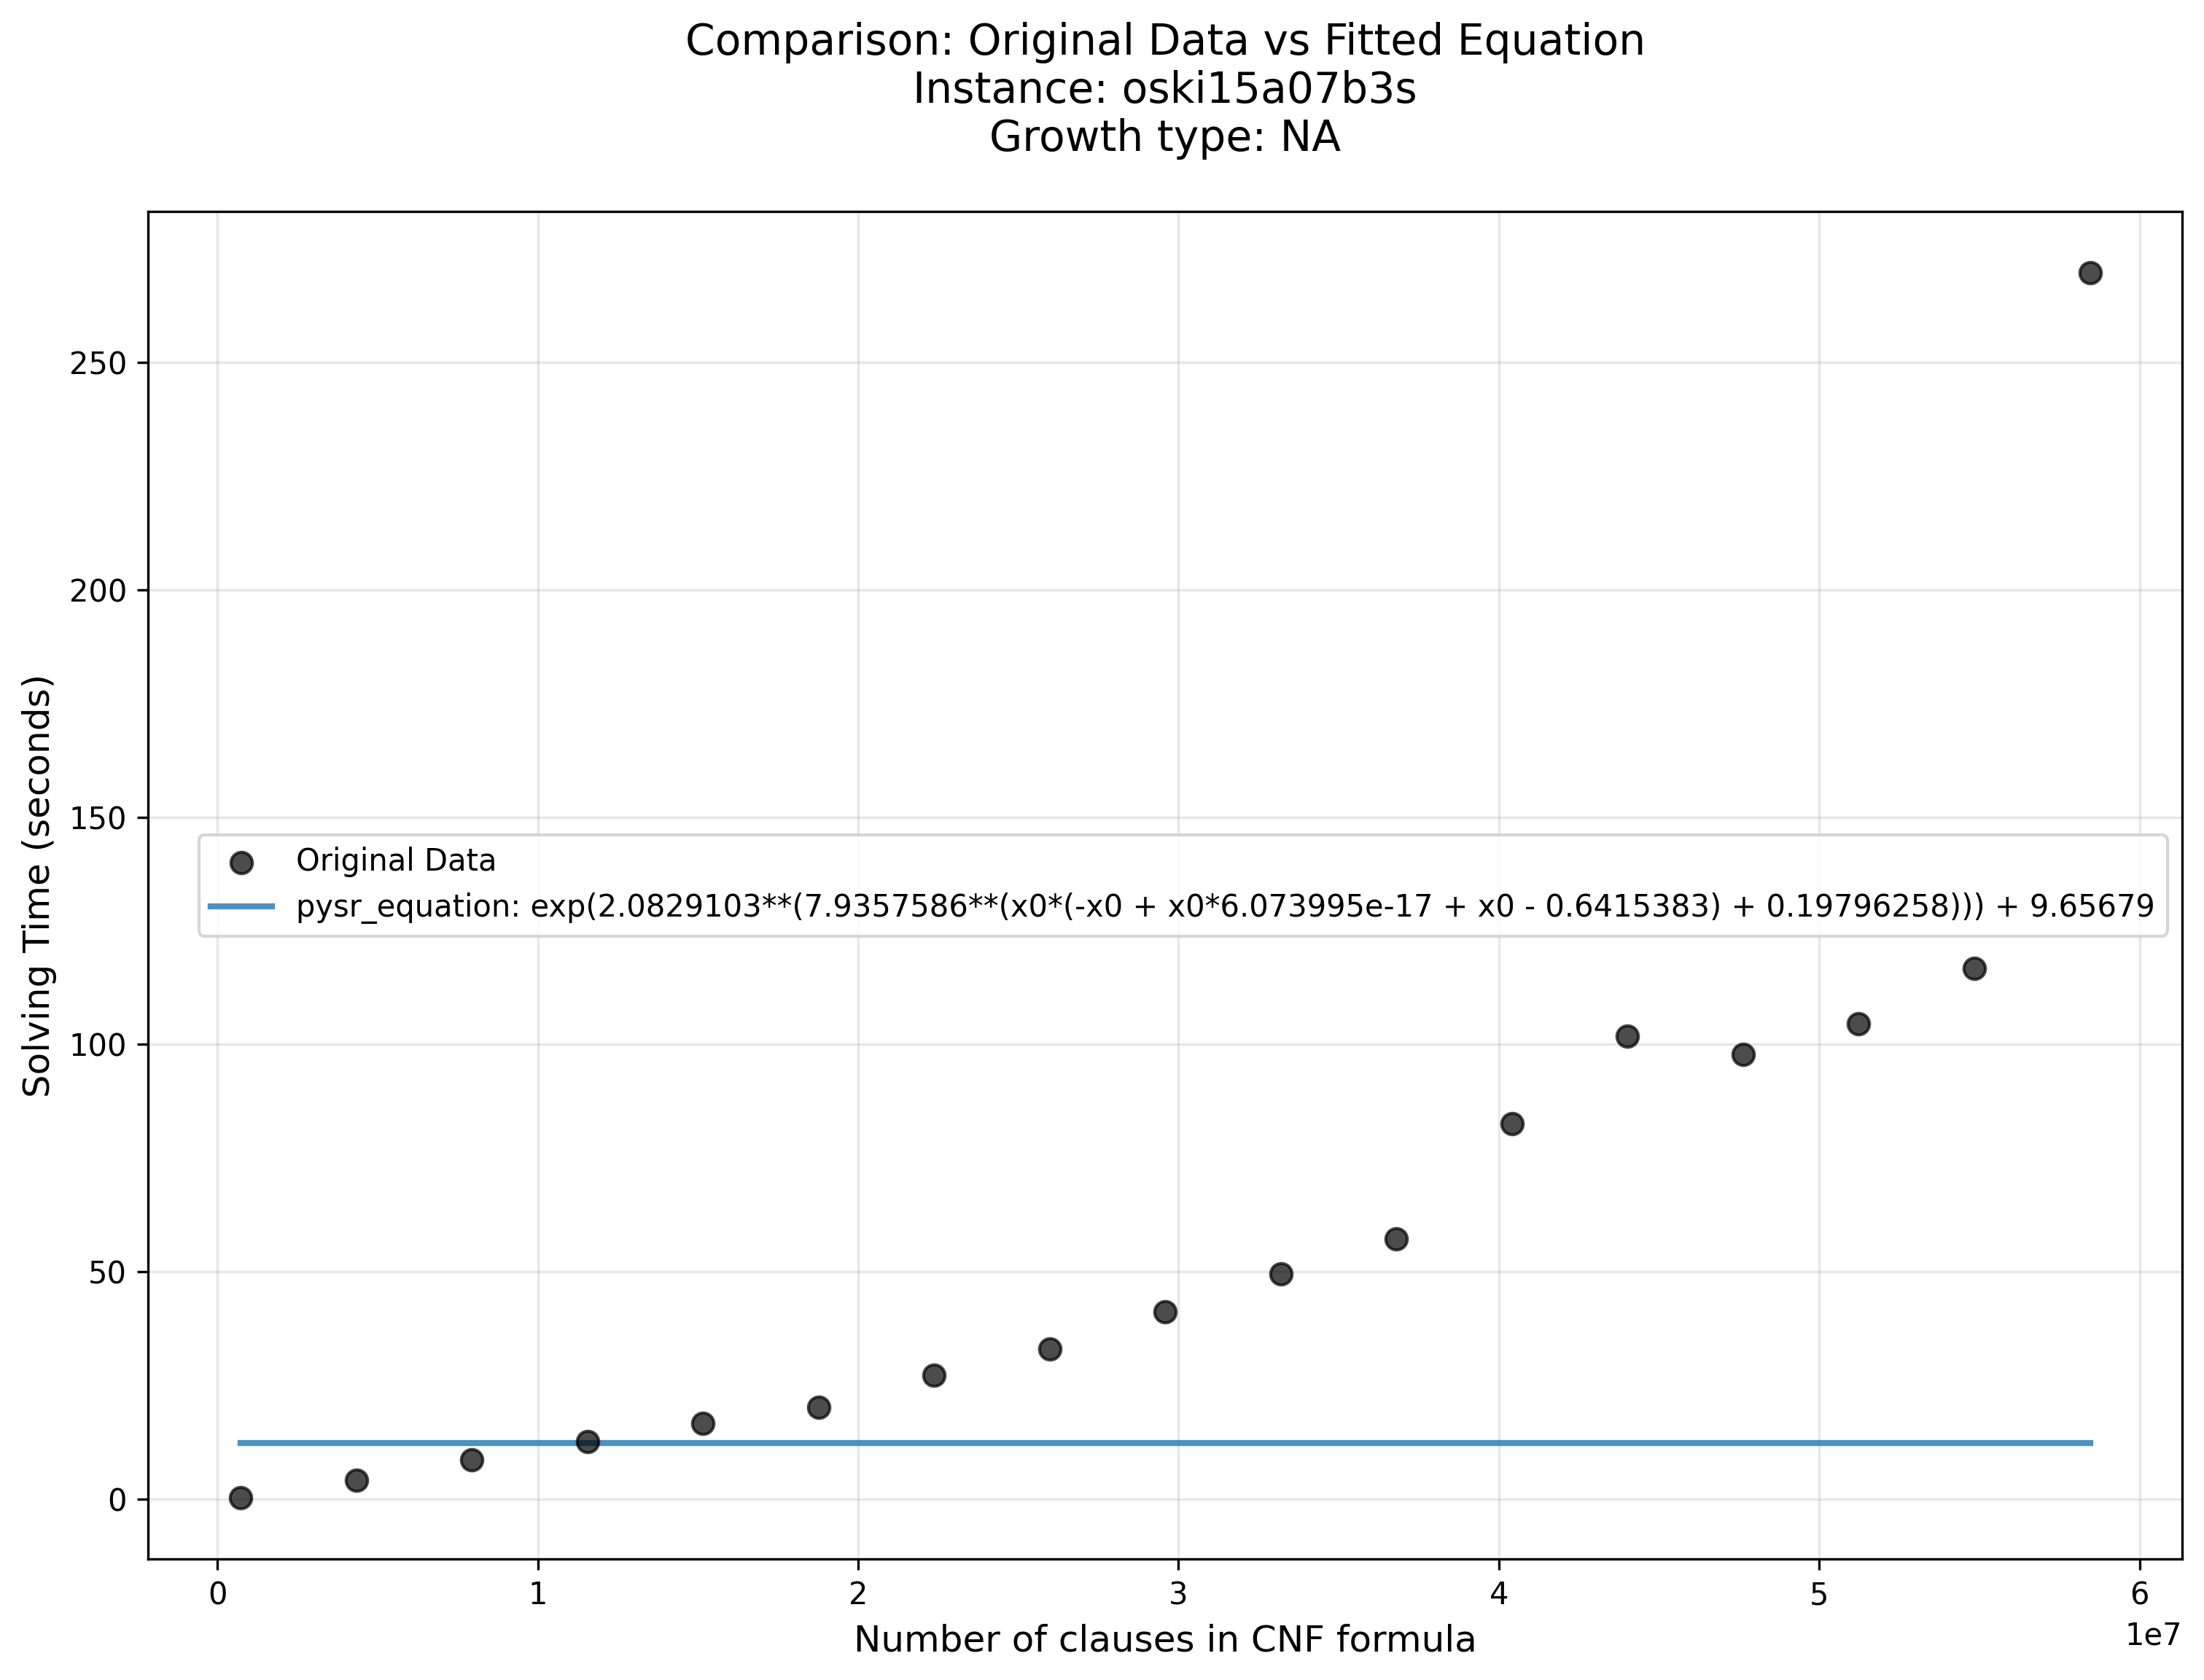 Comparison: Original Data vs Fitted Equation
Instance: oski15a07b3s
Growth type: NA
Solving Time (seconds)
250
200
150
100
50
0
Original Data
pysr_equation: exp(2.0829103**(7.9357586**(x0*(-x0 + x0*6.073995e-17 + x0 - 0.6415383) + 0.19796258))) + 9.65679
0 1 2 3 4 5 6
1e7
Number of clauses in CNF formula